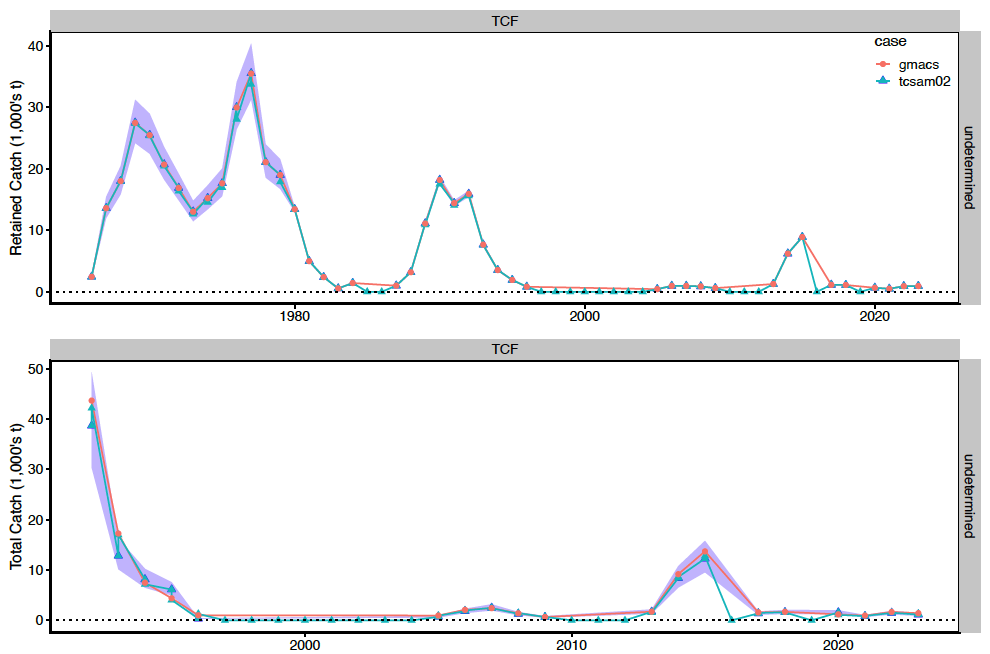 TCF
Retained Catch (1,000's t)
40
30
20
10
0
case
gmacs
tcsam02
undetermined
1980
2000
2020
TCF
Total Catch (1,000's t)
50
40
30
20
10
0
undetermined
2000
2010
2020